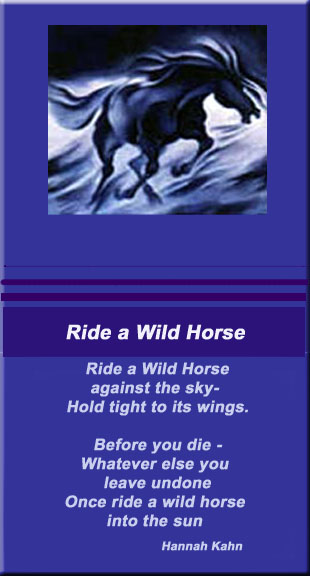 Ride a Wild Horse
Ride a Wild Horse
against the sky-
Hold tight to its wings.
Before you die -
Whatever else you
leave undone
Once ride a wild horse
into the sun
Hannah Kahn